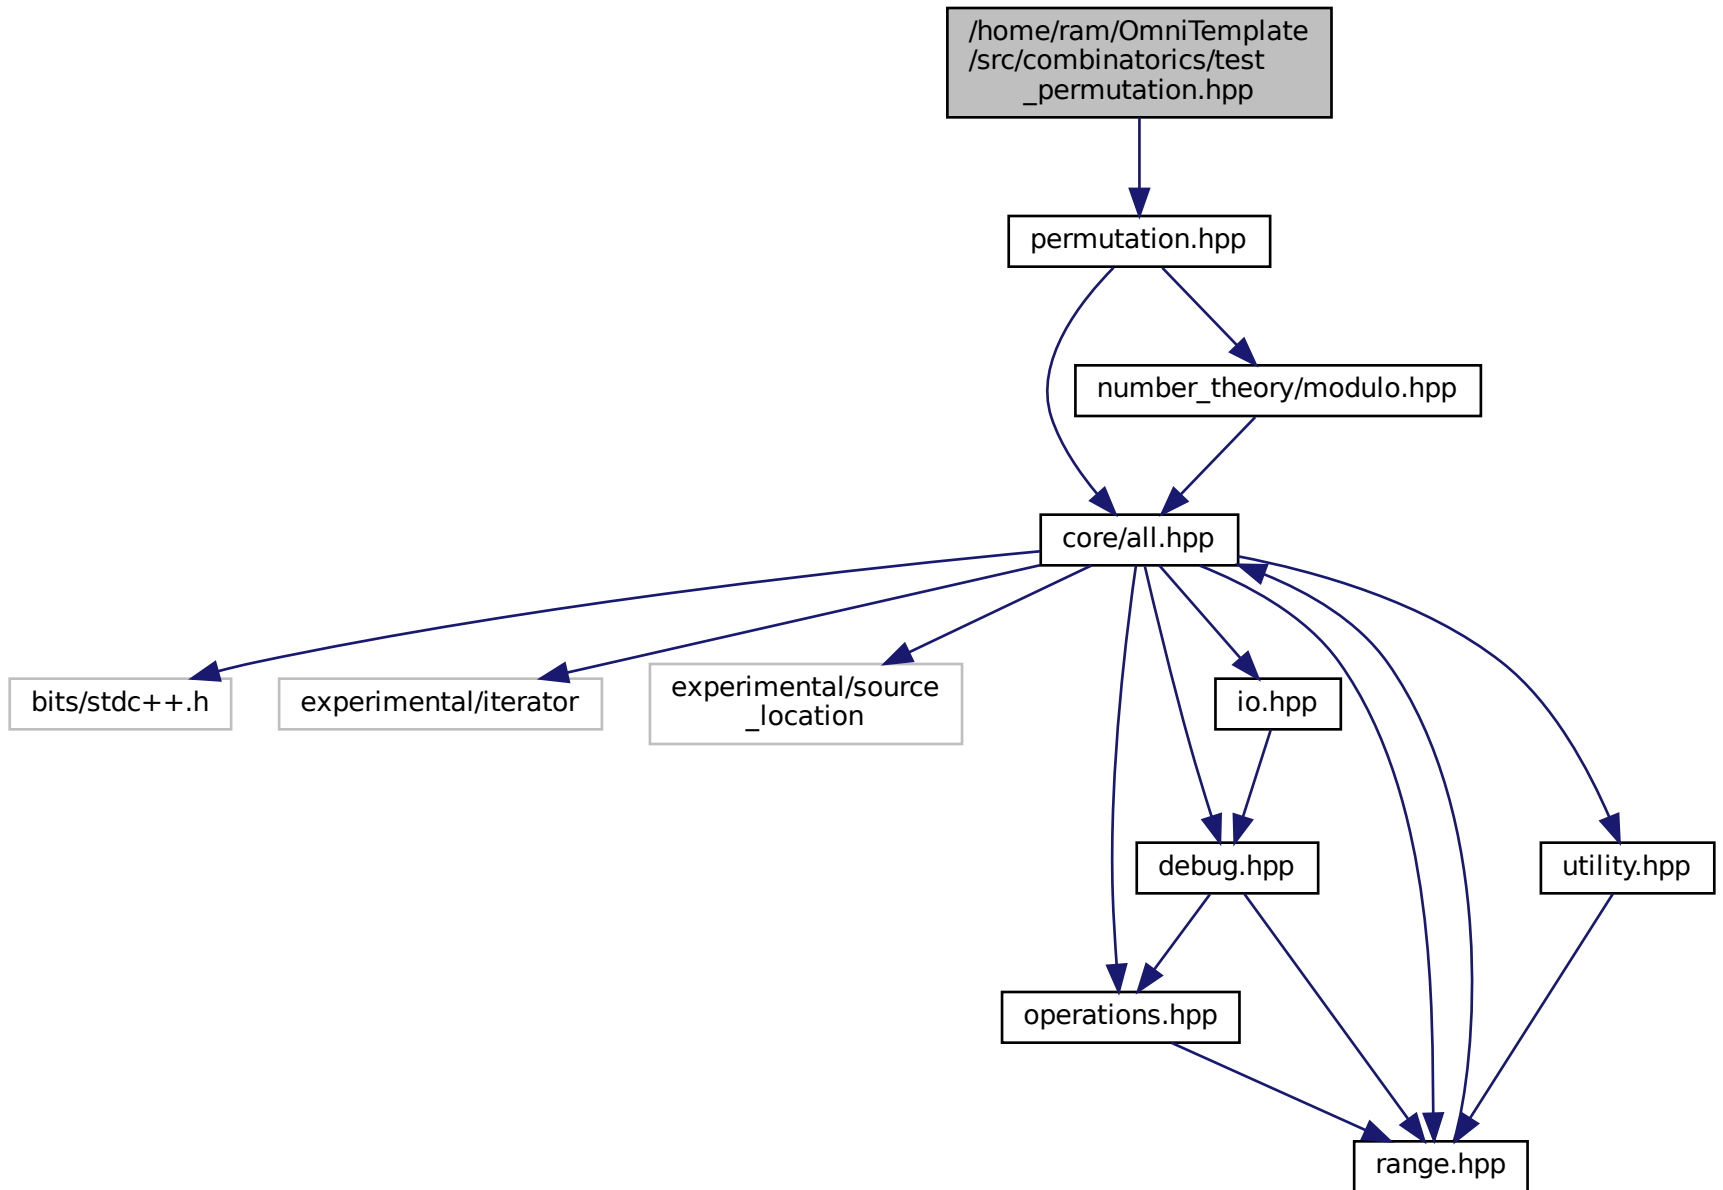 /home/ram/OmniTemplate
/src/combinatorics/test
_permutation.hpp
permutation.hpp
number_theory/modulo.hpp
core/all.hpp
bits/stdc++.h
experimental/iterator
experimental/source
_location
io.hpp
debug.hpp
utility.hpp
operations.hpp
range.hpp